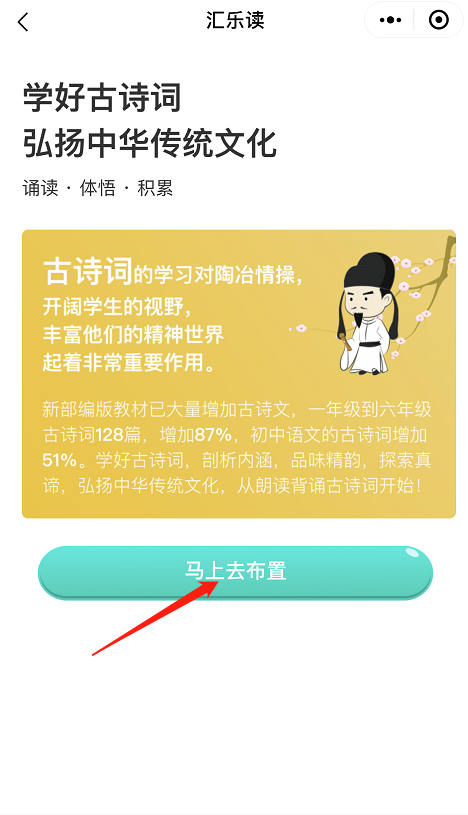 汇乐读
学好古诗词
弘扬中华传统文化
诵读 · 体悟 · 积累
古诗词的学习对陶冶情操，
开阔学生的视野，
丰富他们的精神世界
起着非常重要作用。
新部编版教材已大量增加古诗文，一年级到六年级
古诗词128篇，增加87%，初中语文的古诗词增加
51%。学好古诗词，剖析内涵，品味精韵，探索真
谛，弘扬中华传统文化，从朗读背诵古诗词开始！
马上去布置